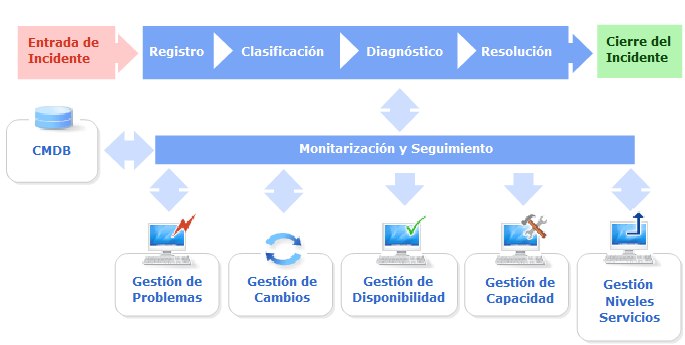 Entrada de
Incidente
Registro
Clasificación
Diagnóstico
Resolución
Cierre del
Incidente
CMDB
Monitarización y Seguimiento
Gestión de
Problemas
Gestión de
Cambios
Gestión de
Disponibilidad
Gestión de
Capacidad
Gestión
Niveles
Servicios